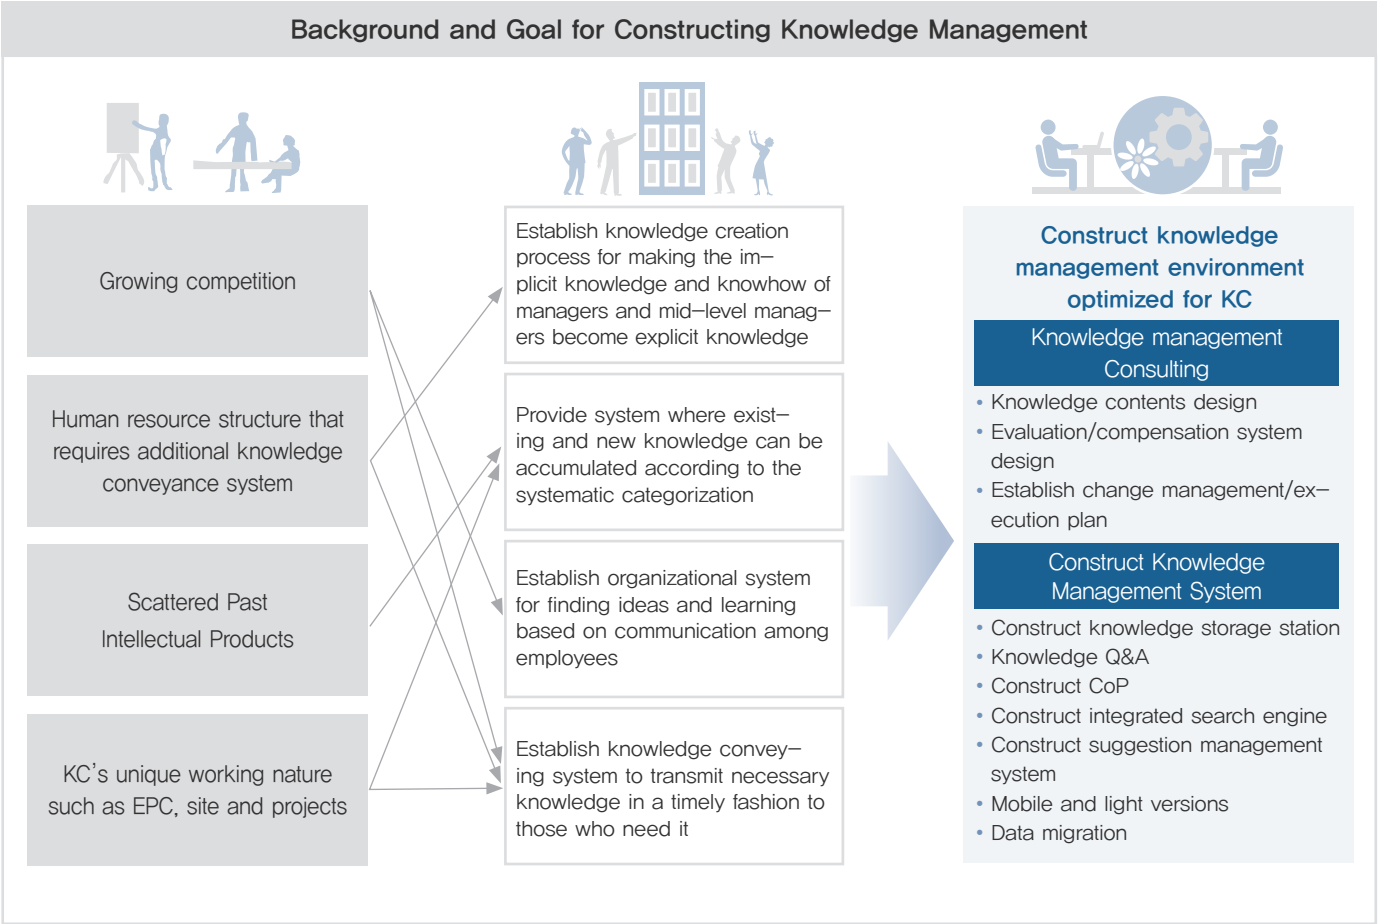 Background and Goal for Constructing Knowledge Management
Growing competition
Human resource structure that
requires additional knowledge
conveyance system
Scattered Past
Intellectual Products
KC's unique working nature
such as EPC, site and projects
Establish knowledge creation
process for making the im–
plicit knowledge and knowhow of
managers and mid–level manag–
ers become explicit knowledge
Provide system where exist–
ing and new knowledge can be
accumulated according to the
systematic categorization
Establish organizational system
for finding ideas and learning
based on communication among
employees
Establish knowledge convey–
ing system to transmit necessary
knowledge in a timely fashion to
those who need it
Construct knowledge
management environment
optimized for KC
Knowledge management
Consulting
• Knowledge contents design
• Evaluation/compensation system
design
• Establish change management/ex–
ecution plan
Construct Knowledge
Management System
• Construct knowledge storage station
• Knowledge Q&A
• Construct CoP
• Construct integrated search engine
• Construct suggestion management
system
• Mobile and light versions
• Data migration